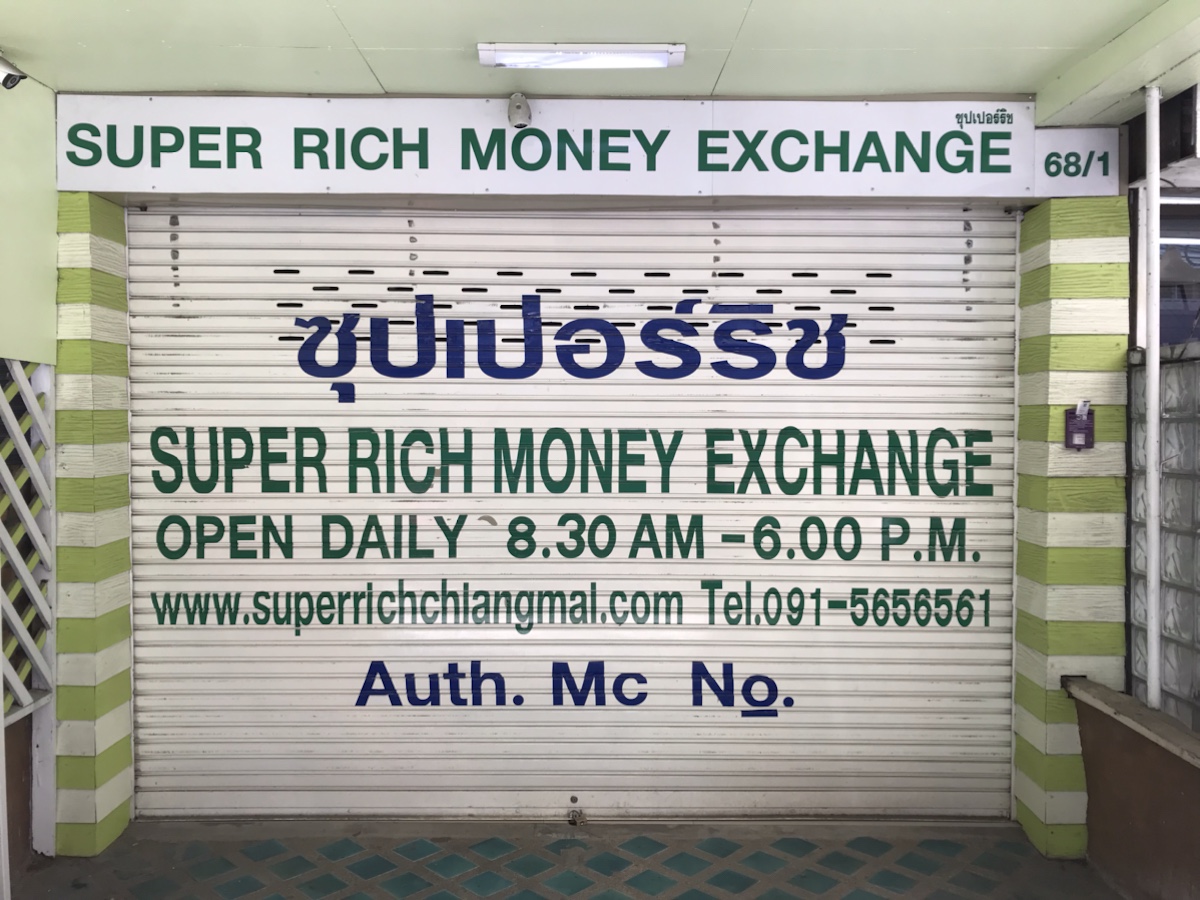 ซุปเปอร์ริช
SUPER RICH MONEY EXCHANGE
68/1
ซุปเปอร์ริช
SUPER RICH MONEY EXCHANGE
OPEN DAILY 8.30 AM - 6.00 P.M.
www.superrichchiangmai.com Tel.091-5656561
Auth. Mc No.